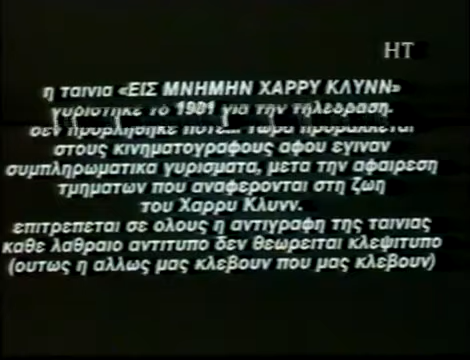 HT
η ταινια «ΕΙΣ ΜΝΗΜΗΝ ΧΑΡΡΥ ΚΛΥΝΝ»
γυριστηκε το 1981 για την τηλεοραση.
δεν προβληθηκε ποτε... τωρα προβαλλεται
στους κινηματογραφους αφου εγιναν
συμπληρωματικα γυρισματα, μετα την αφαιρεση
τμηματων που αναφερονται στη ζωη
του Χαρρυ Κλυνν.
επιτρεπεται σε ολους η αντιγραφη της ταινιας
καθε λαθραιο αντιτυπο δεν θεωρειται κλεψιτυπο
(ουτως η αλλως μας κλεβουν που μας κλεβουν)